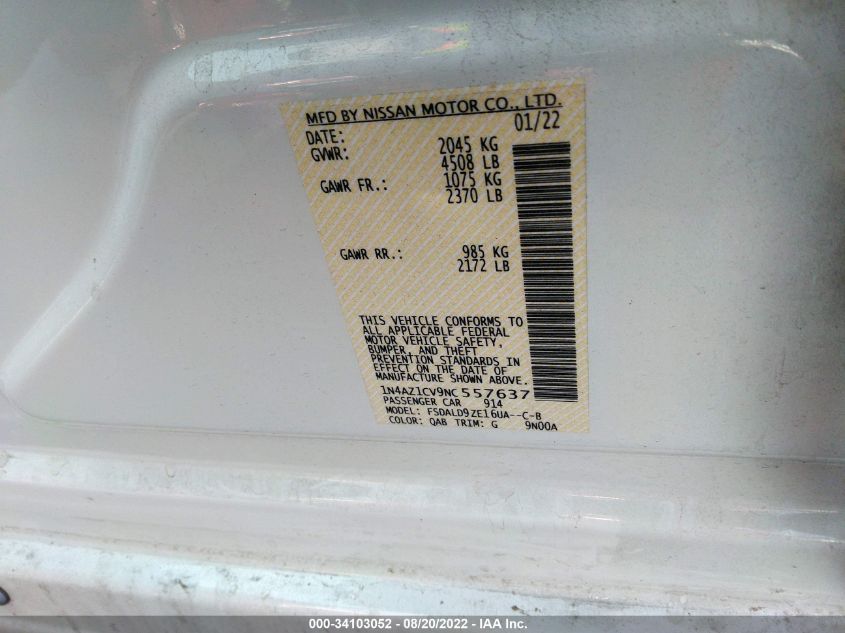 MFD BY NISSAN MOTOR CO., LTD.
DATE: 01/22
GVWR: 2045 KG
4508 LB
GAWR FR.: 1075 KG
2370 LB
GAWR RR.: 985 KG
2172 LB
THIS VEHICLE CONFORMS TO
ALL APPLICABLE FEDERAL
MOTOR VEHICLE SAFETY,
BUMPER, AND THEFT
PREVENTION STANDARDS IN
EFFECT ON THE DATE OF
MANUFACTURE SHOWN ABOVE.
1N4AZ1CV9NC557637
PASSENGER CAR 914
MODEL: FSDALD9ZE16UA--C-B
COLOR: QAB TRIM: G 9N00A
000-34103052 - 08/20/2022 - IAA Inc.